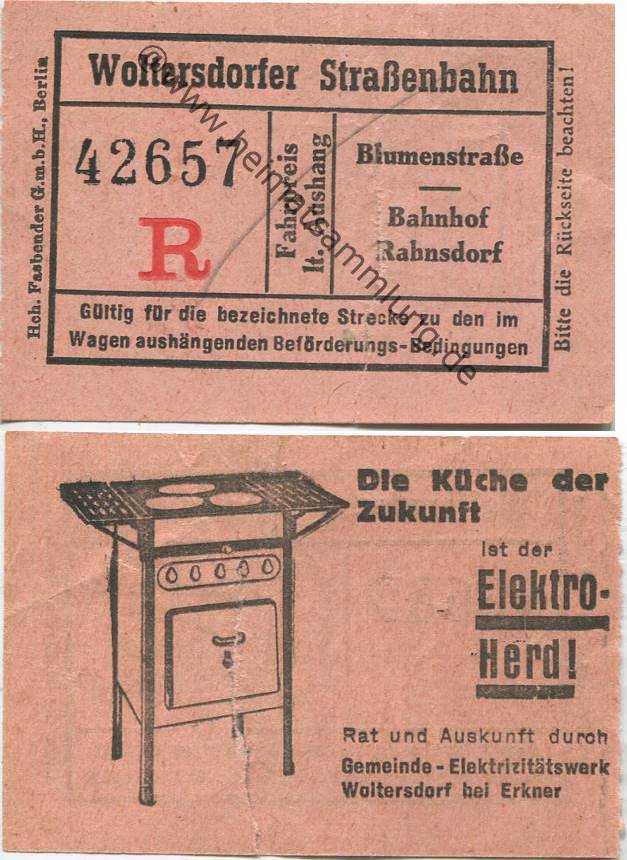 Woltersdorfer Straßenbahn
42657
R
Fahrpreis
lt. Aushang
Blumenstraße
—
Bahnhof
Rahnsdorf
Gültig für die bezeichnete Strecke zu den im
Wagen aushängenden Beförderungs-Bedingungen
Hch. Fasbender G.m.b.H., Berlin
Bitte die Rückseite beachten!
©www.heimatsammlung.de
Die Küche der
Zukunft
ist der
Elektro-
Herd!
Rat und Auskunft durch
Gemeinde-Elektrizitätswerk
Woltersdorf bei Erkner